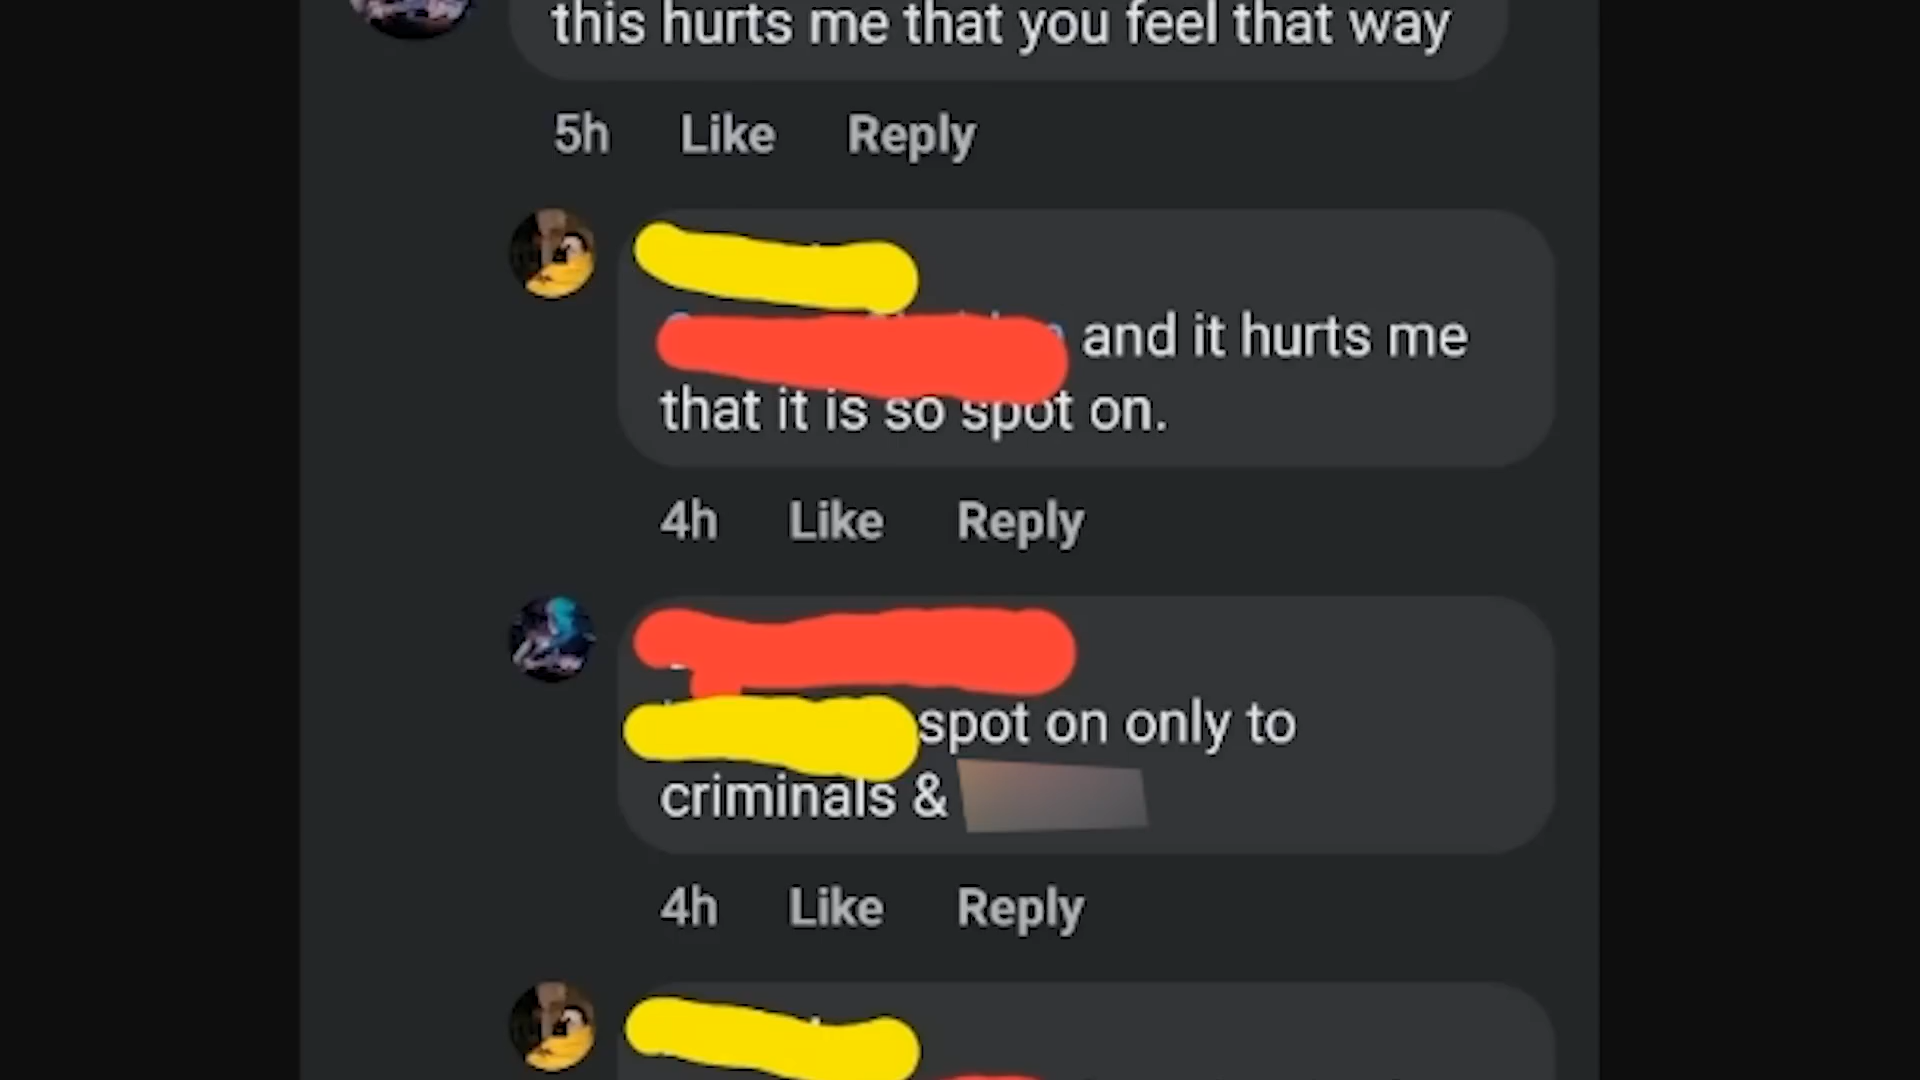 this hurts me that you feel that way
5h Like Reply
and it hurts me
that it is so spot on.
4h Like Reply
spot on only to
criminals &
4h Like Reply